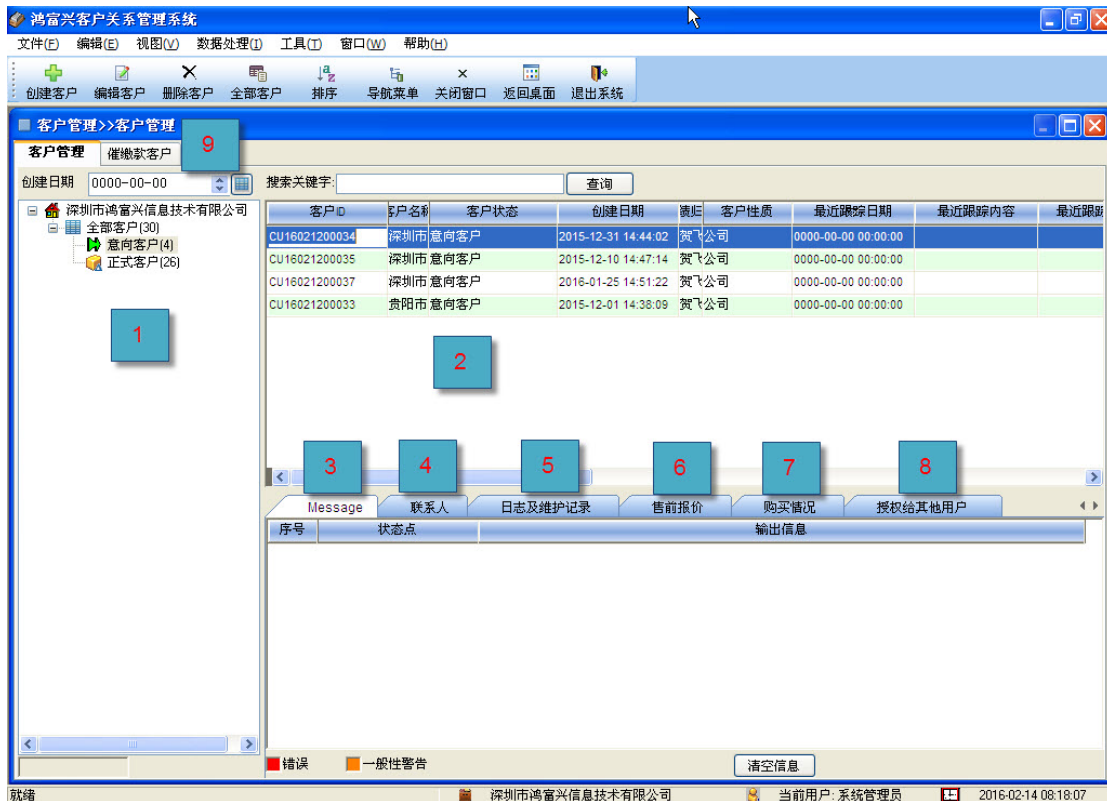 鸿富兴客户关系管理系统
文件(F) 编辑(E) 视图(V) 数据处理(I) 工具(T) 窗口(W) 帮助(H)
创建客户 编辑客户 删除客户 全部客户 排序 导航菜单 关闭窗口 返回桌面 退出系统
客户管理>>客户管理
客户管理 催缴款客户 9
创建日期 0000-00-00 搜索关键字: 查询
深圳市鸿富兴信息技术有限公司
全部客户(30)
意向客户(4)
正式客户(26)
1
客户ID 客户名称 客户状态 创建日期 客户性质 最近跟踪日期 最近跟踪内容 最近跟踪
CU16021200034 深圳市 意向客户 2015-12-31 14:44:02 贺飞 公司 0000-00-00 00:00:00
CU16021200035 深圳市 意向客户 2015-12-10 14:47:14 贺飞 公司 0000-00-00 00:00:00
CU16021200037 深圳市 意向客户 2016-01-25 14:51:22 贺飞 公司 0000-00-00 00:00:00
CU16021200033 贵阳市 意向客户 2015-12-01 14:38:09 贺飞 公司 0000-00-00 00:00:00
2
3 4 5 6 7 8
Message 联系人 日志及维护记录 售前报价 购买情况 授权给其他用户
序号 状态点 输出信息
错误 一般性警告 清空信息
就绪 深圳市鸿富兴信息技术有限公司 当前用户: 系统管理员 2016-02-14 08:18:07